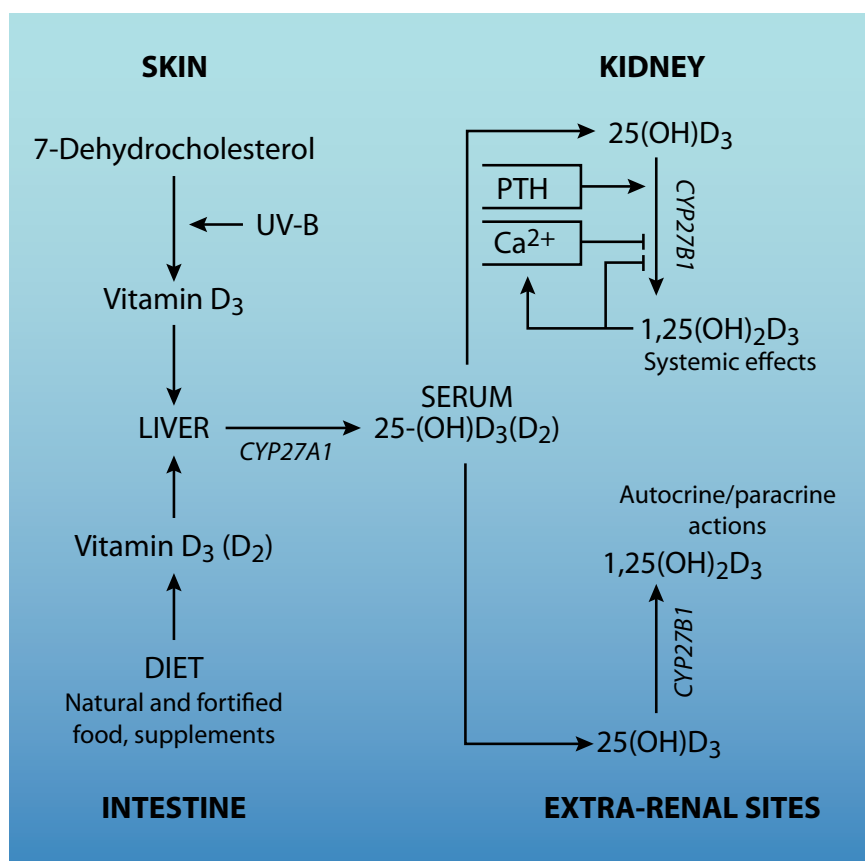 SKIN
7-Dehydrocholesterol
UV-B
Vitamin D₃
LIVER
CYP27A1
Vitamin D₃ (D₂)
DIET
Natural and fortified
food, supplements
INTESTINE
SERUM
25-(OH)D₃(D₂)
KIDNEY
25(OH)D₃
PTH
Ca²⁺
CYP27B1
1,25(OH)₂D₃
Systemic effects
Autocrine/paracrine
actions
1,25(OH)₂D₃
CYP27B1
25(OH)D₃
EXTRA-RENAL SITES